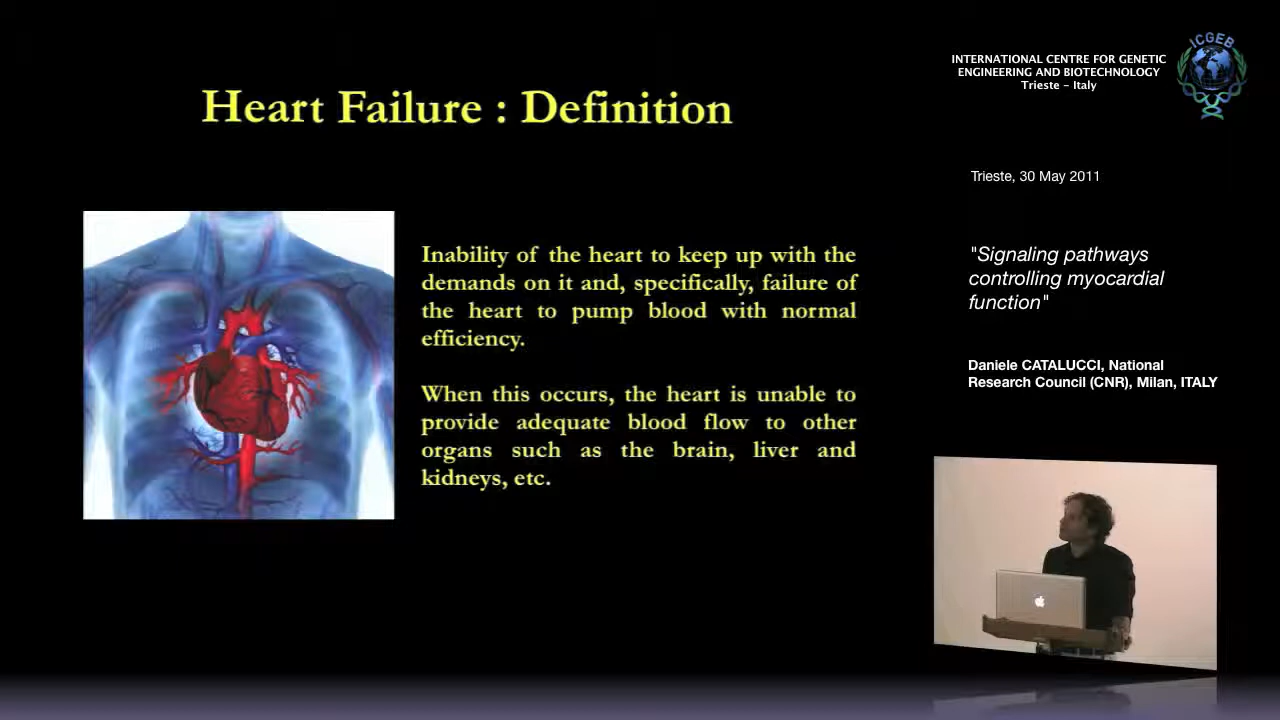 ICGEB
INTERNATIONAL CENTRE FOR GENETIC
ENGINEERING AND BIOTECHNOLOGY
Trieste - Italy
Heart Failure : Definition
Trieste, 30 May 2011
"Signaling pathways
controlling myocardial
function"
Daniele CATALUCCI, National
Research Council (CNR), Milan, ITALY
Inability of the heart to keep up with the
demands on it and, specifically, failure of
the heart to pump blood with normal
efficiency.
When this occurs, the heart is unable to
provide adequate blood flow to other
organs such as the brain, liver and
kidneys, etc.